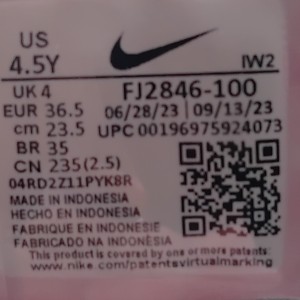 US
4.5Y
IW2
UK 4
FJ2846-100
EUR 36.5
06/28/23 | 09/13/23
cm 23.5
UPC 00196975924073
BR 35
CN 235(2.5)
04RD2Z11PYK8R
MADE IN INDONESIA
HECHO EN INDONESIA
FABRIQUE EN INDONESIE
FABRICADO NA INDONÉSIA
This product is covered by one or more patents:
www.nike.com/patentsvirtualmarking